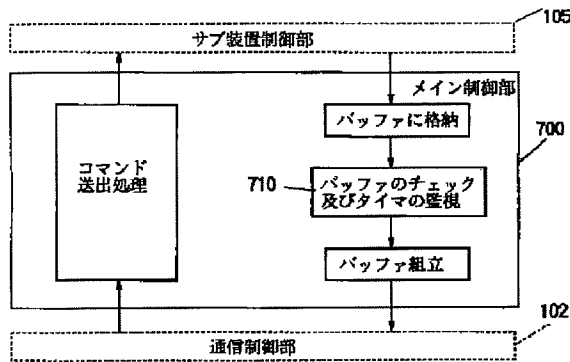 105
サブ装置制御部
メイン制御部
バッファに格納
700
コマンド
送出処理
710
バッファのチェック
及びタイマの監視
バッファ組立
102
通信制御部